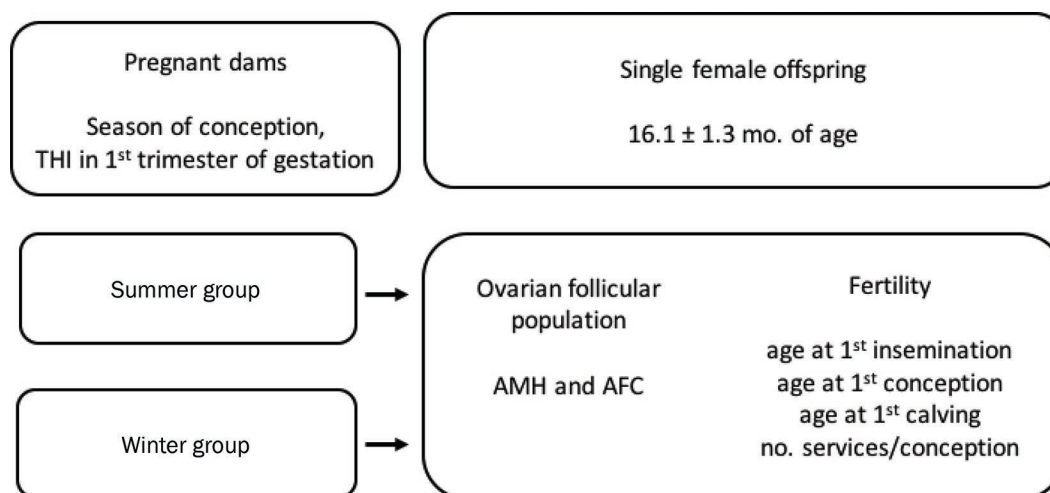 Pregnant dams
Season of conception,
THI in 1st trimester of gestation
Single female offspring
16.1 ± 1.3 mo. of age
Summer group
Winter group
Ovarian follicular
population
AMH and AFC
Fertility
age at 1st insemination
age at 1st conception
age at 1st calving
no. services/conception